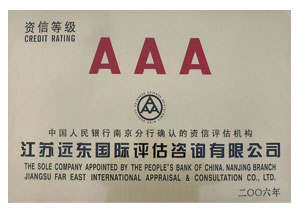 资信等级
CREDIT RATING
AAA
中国人民银行南京分行确认的资信评估机构
江苏远东国际评估咨询有限公司
THE SOLE COMPANY APPOINTED BY THE PEOPLE'S BANK OF CHINA. NANJING BRANCH
JIANGSU FAR EAST INTERNATIONAL APPRAISAL & CONSULTATION CO., LTD.
二〇〇六年